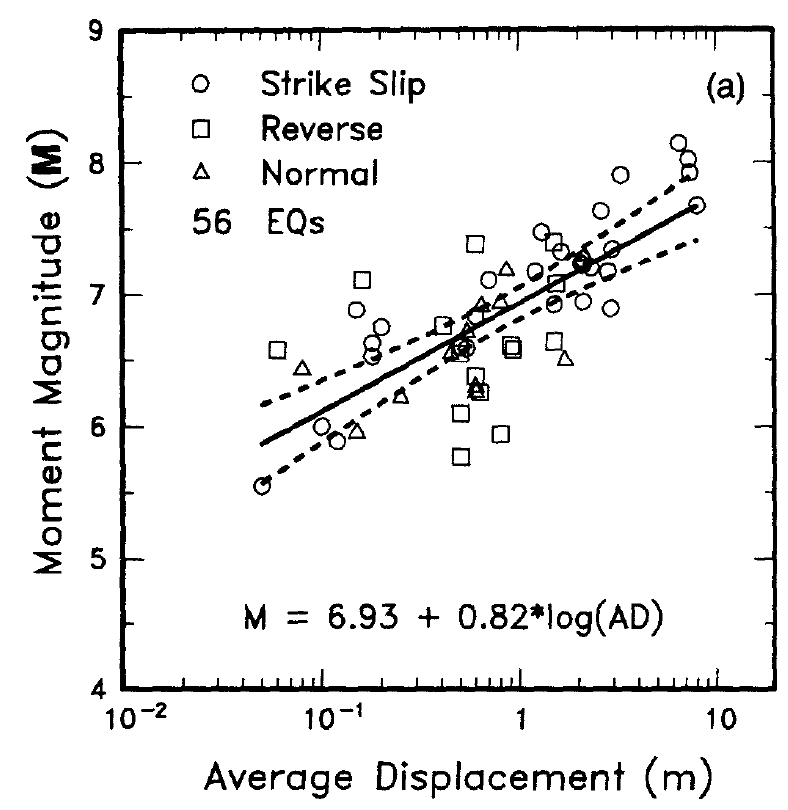 9
8
7
6
5
4
Moment Magnitude (M)
(a)
Strike Slip
Reverse
Normal
56 EQs
M = 6.93 + 0.82*log(AD)
10⁻² 10⁻¹ 1 10
Average Displacement (m)